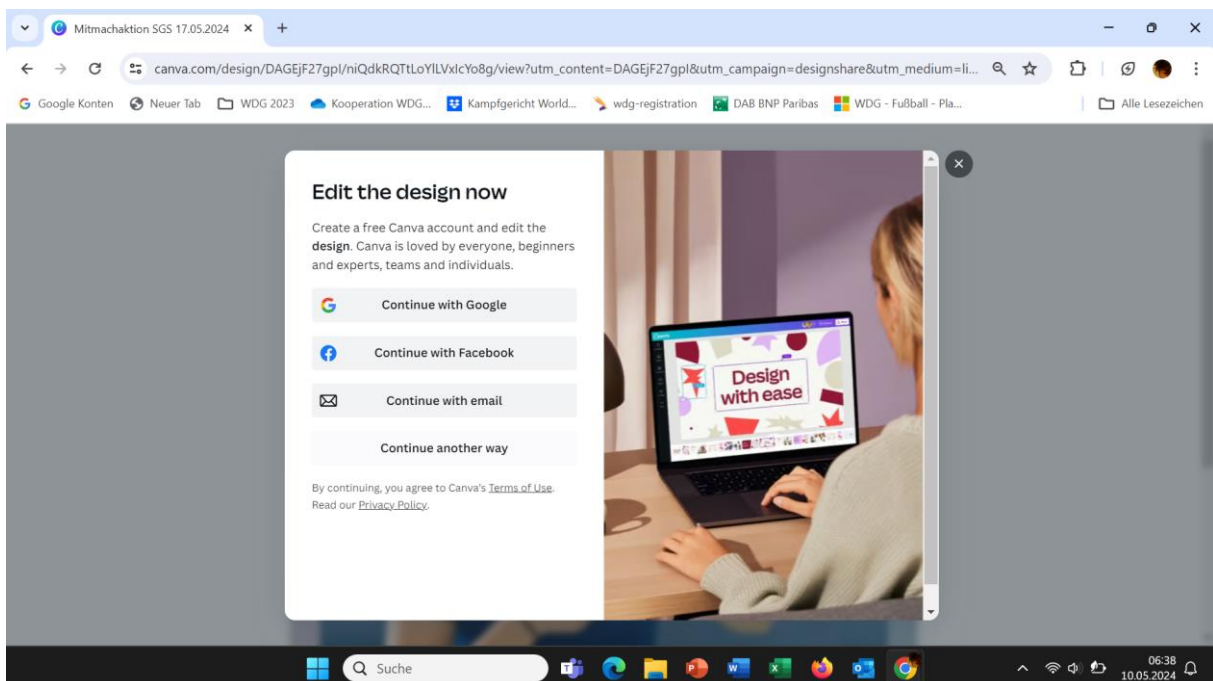 Mitmachaktion SGS 17.05.2024
canva.com/design/DAGEjF27gpI/niQdkRQTtLoYlLVxIcYo8g/view?utm_content=DAGEjF27gpI&utm_campaign=designshare&utm_medium=li...
Google Konten Neuer Tab WDG 2023 Kooperation WDG... Kampfgericht World... wdg-registration DAB BNP Paribas WDG - Fußball - Pla... Alle Lesezeichen
Edit the design now
Create a free Canva account and edit the
design. Canva is loved by everyone, beginners
and experts, teams and individuals.
Continue with Google
Continue with Facebook
Continue with email
Continue another way
By continuing, you agree to Canva's Terms of Use.
Read our Privacy Policy.
Design
with ease
Suche
06:38
10.05.2024